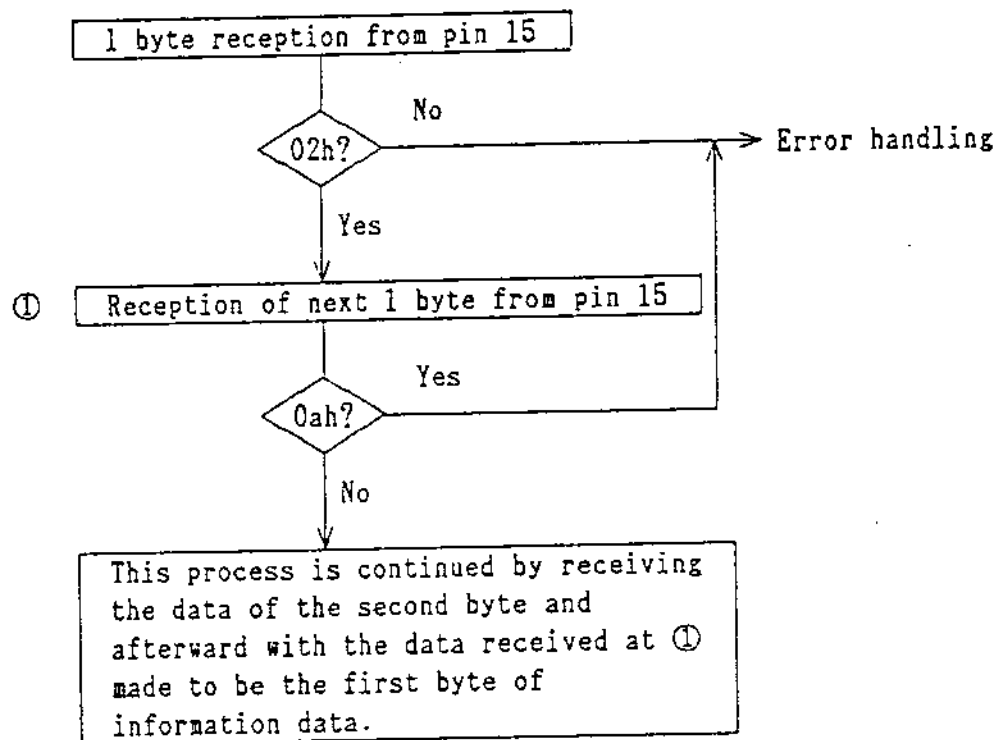 1 byte reception from pin 15
No
02h?
Error handling
Yes
① Reception of next 1 byte from pin 15
Yes
0ah?
No
This process is continued by receiving
the data of the second byte and
afterward with the data received at ①
made to be the first byte of
information data.